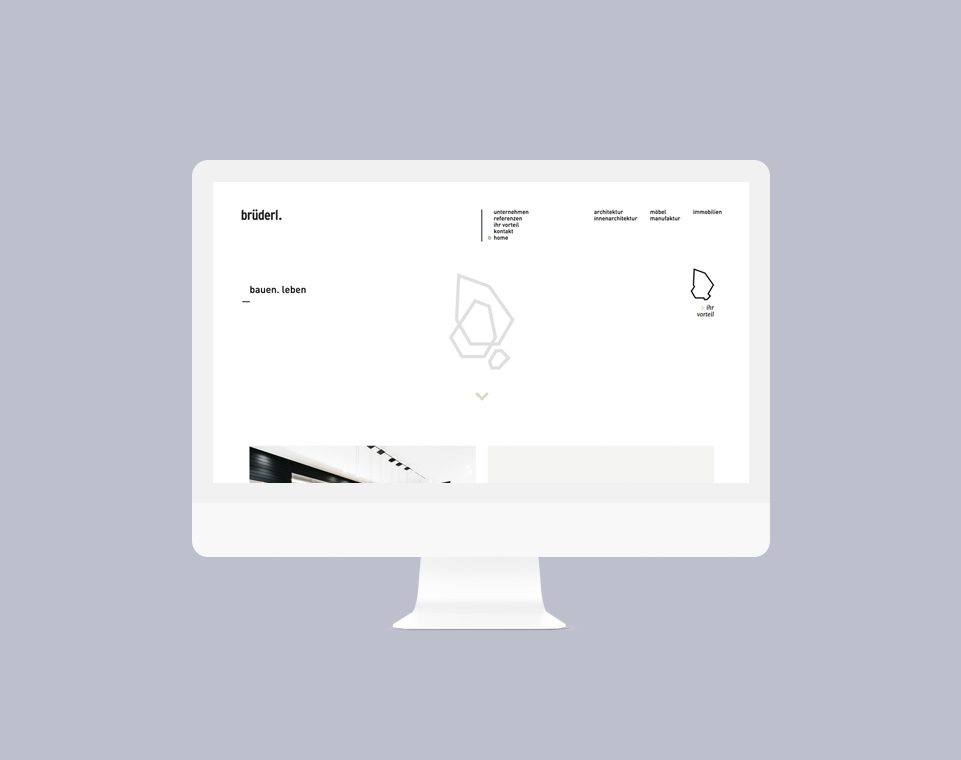 brüderl.
unternehmen
referenzen
ihr vorteil
kontakt
home
architektur
innenarchitektur
möbel
manufaktur
immobilien
bauen. leben
ihr
vorteil